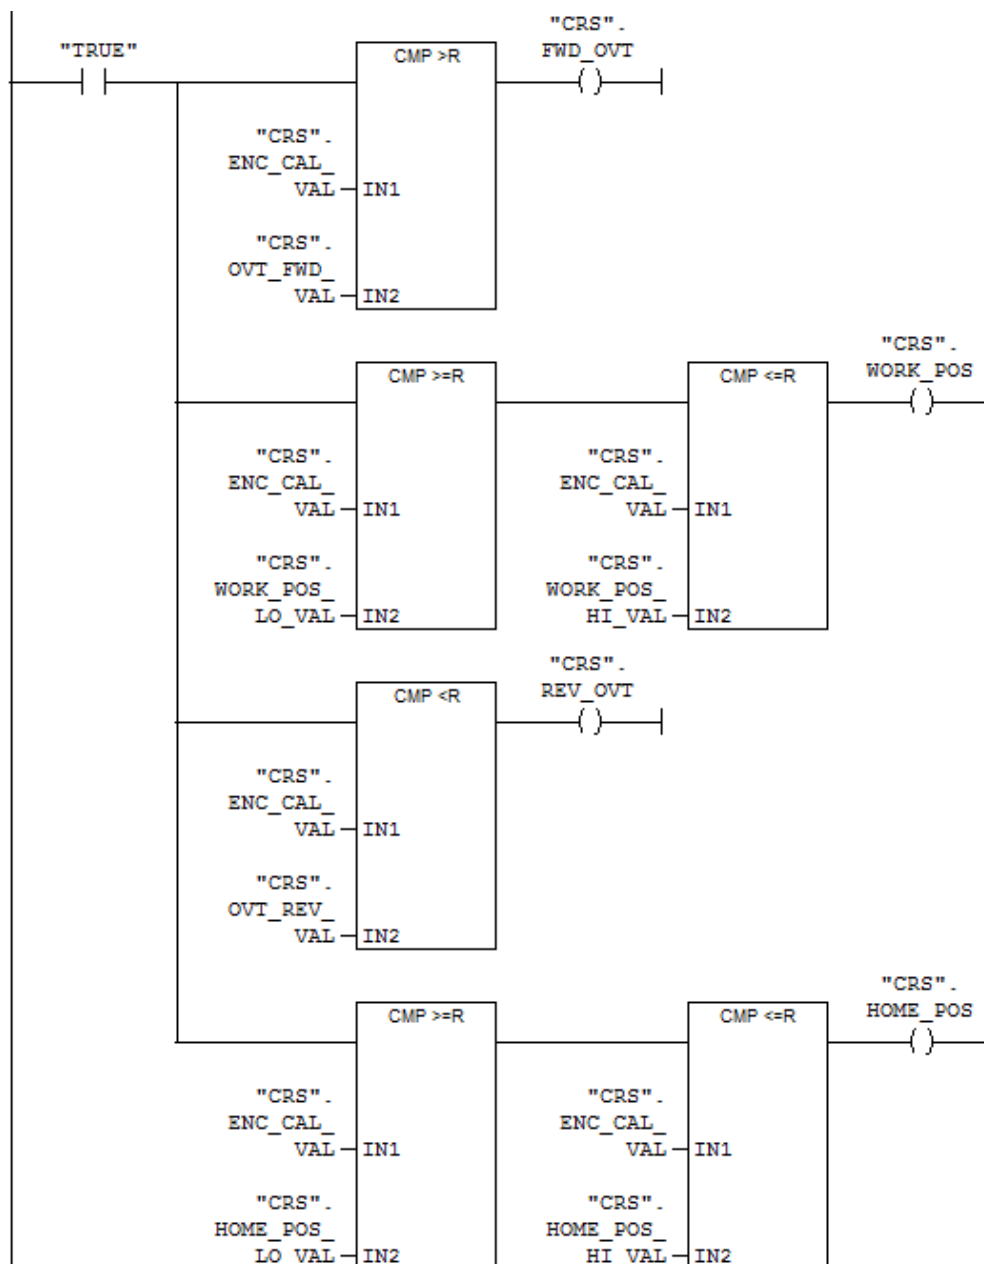 "CRS".
"TRUE"
CMP >R
FWD_OVT
( )
"CRS".
ENC_CAL_
VAL
IN1
"CRS".
OVT_FWD_
VAL
IN2
"CRS".
CMP >=R
CMP <=R
WORK_POS
( )
"CRS".
"CRS".
ENC_CAL_
ENC_CAL_
VAL
IN1
VAL
IN1
"CRS".
"CRS".
WORK_POS_
WORK_POS_
LO_VAL
IN2
HI_VAL
IN2
"CRS".
CMP <R
REV_OVT
( )
"CRS".
ENC_CAL_
VAL
IN1
"CRS".
OVT_REV_
VAL
IN2
"CRS".
CMP >=R
CMP <=R
HOME_POS
( )
"CRS".
"CRS".
ENC_CAL_
ENC_CAL_
VAL
IN1
VAL
IN1
"CRS".
"CRS".
HOME_POS_
HOME_POS_
LO_VAL
IN2
HI_VAL
IN2